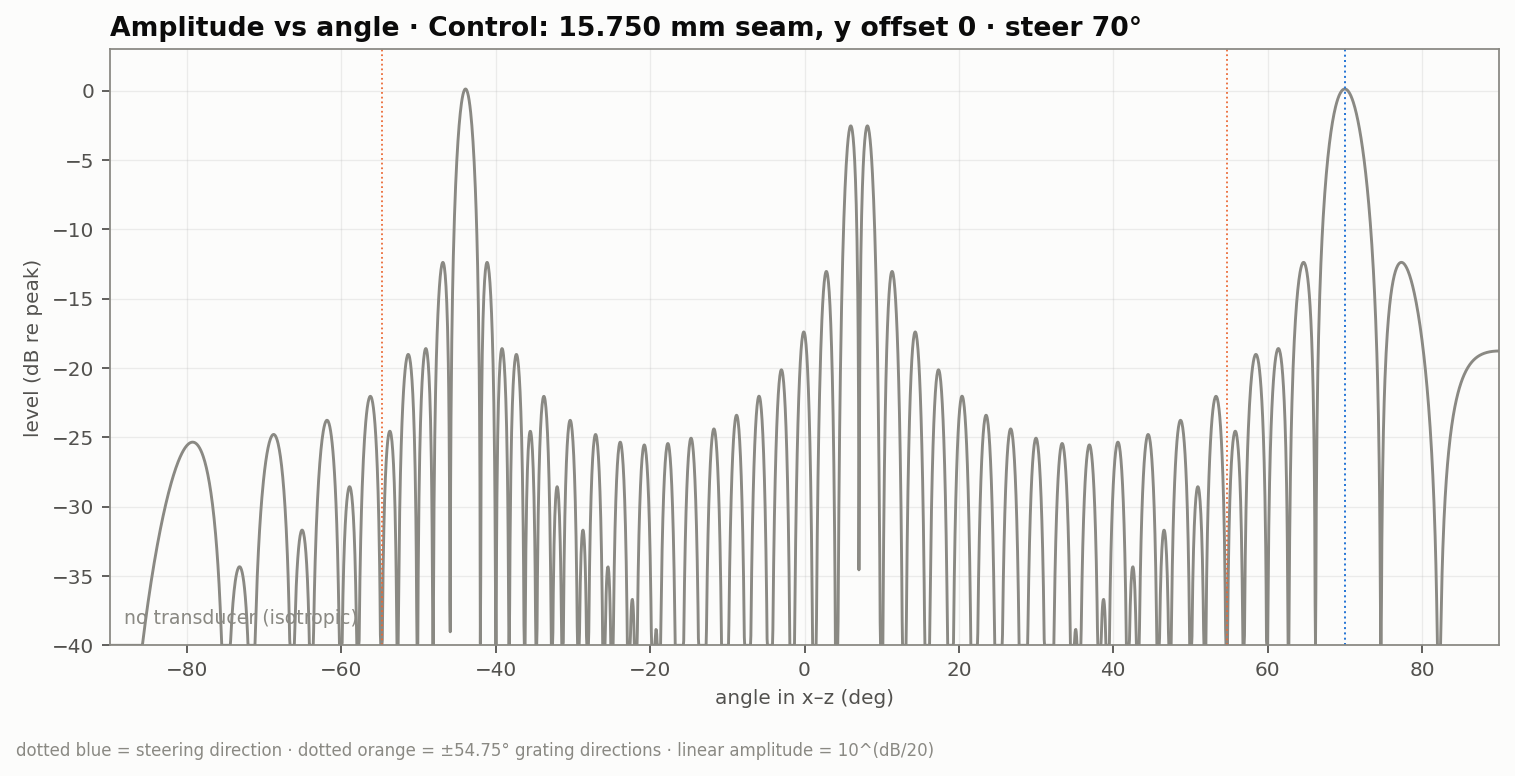 Amplitude vs angle · Control: 15.750 mm seam, y offset 0 · steer 70°
0
−5
−10
−15
−20
−25
−30
−35
−40
level (dB re peak)
no transducer (isotropic)
−80 −60 −40 −20 0 20 40 60 80
angle in x–z (deg)
dotted blue = steering direction · dotted orange = ±54.75° grating directions · linear amplitude = 10^(dB/20)